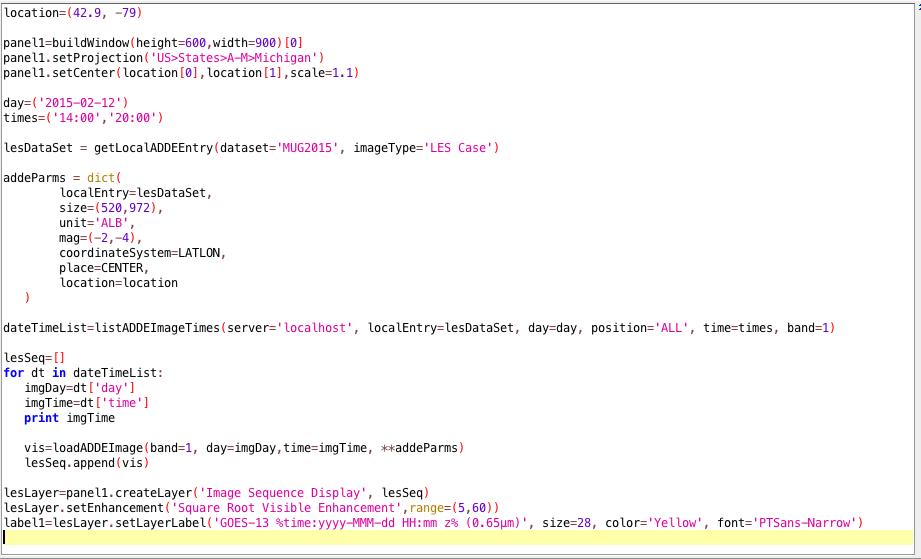 location=(42.9, -79)
panel1=buildWindow(height=600,width=900)[0]
panel1.setProjection('US>States>A-M>Michigan')
panel1.setCenter(location[0],location[1],scale=1.1)
day=('2015-02-12')
times=('14:00','20:00')
lesDataSet = getLocalADDEEntry(dataset='MUG2015', imageType='LES Case')
addeParms = dict(
localEntry=lesDataSet,
size=(520,972),
unit='ALB',
mag=(-2,-4),
coordinateSystem=LATLON,
place=CENTER,
location=location
)
dateTimeList=listADDEImageTimes(server='localhost', localEntry=lesDataSet, day=day, position='ALL', time=times, band=1)
lesSeq=[]
for dt in dateTimeList:
imgDay=dt['day']
imgTime=dt['time']
print imgTime
vis=loadADDEImage(band=1, day=imgDay,time=imgTime, **addeParms)
lesSeq.append(vis)
lesLayer=panel1.createLayer('Image Sequence Display', lesSeq)
lesLayer.setEnhancement('Square Root Visible Enhancement',range=(5,60))
label1=lesLayer.setLayerLabel('GOES-13 %time:yyyy-MMM-dd HH:mm z% (0.65µm)', size=28, color='Yellow', font='PTSans-Narrow')